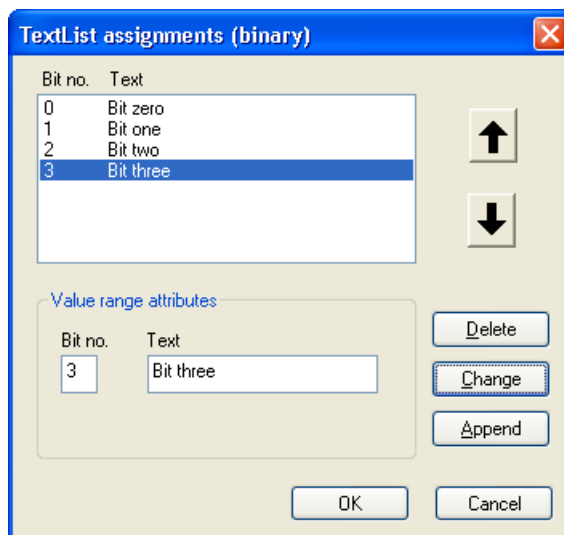 TextList assignments (binary)
Bit no. Text
0 Bit zero
1 Bit one
2 Bit two
3 Bit three
Value range attributes
Bit no. Text
3 Bit three
Delete
Change
Append
OK Cancel